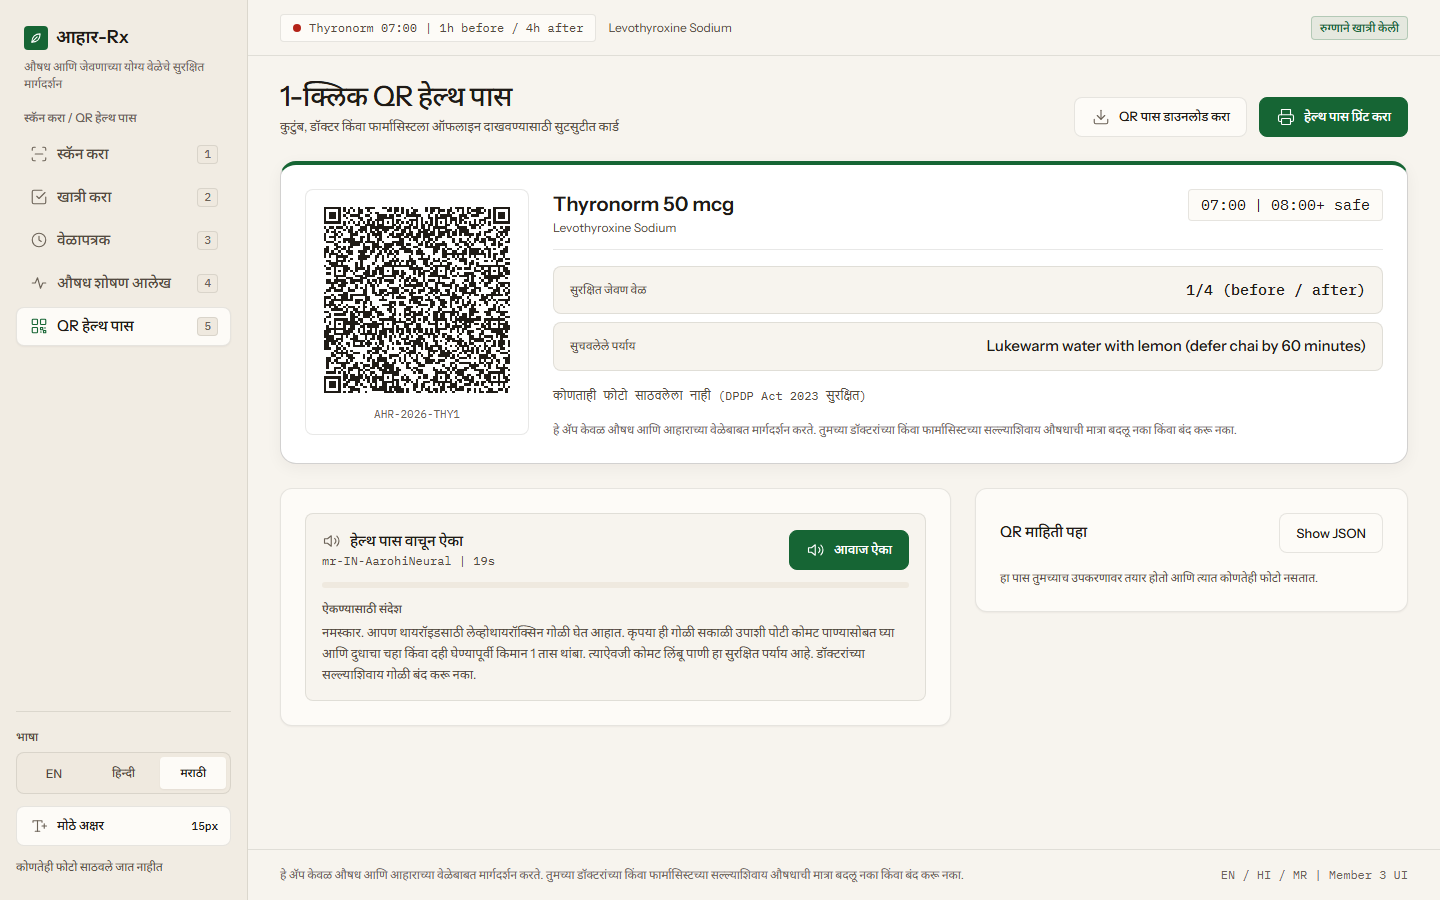 आहार-Rx
औषध आणि जेवणाच्या योग्य वेळेचे सुरक्षित
मार्गदर्शन
स्कॅन करा / QR हेल्थ पास
स्कॅन करा 1
खात्री करा 2
वेळापत्रक 3
औषध शोषण आलेख 4
QR हेल्थ पास 5
भाषा
EN हिन्दी मराठी
मोठे अक्षर 15px
कोणतेही फोटो साठवले जात नाहीत
Thyronorm 07:00 | 1h before / 4h after Levothyroxine Sodium
रुग्णाने खात्री केली
1-क्लिक QR हेल्थ पास
कुटुंब, डॉक्टर किंवा फार्मासिस्टला ऑफलाइन दाखवण्यासाठी सुटसुटीत कार्ड
QR पास डाउनलोड करा
हेल्थ पास प्रिंट करा
AHR-2026-THY1
Thyronorm 50 mcg
Levothyroxine Sodium
07:00 | 08:00+ safe
सुरक्षित जेवण वेळ 1/4 (before / after)
सुचवलेले पर्याय Lukewarm water with lemon (defer chai by 60 minutes)
कोणताही फोटो साठवलेला नाही (DPDP Act 2023 सुरक्षित)
हे ॲप केवळ औषध आणि आहाराच्या वेळेबाबत मार्गदर्शन करते. तुमच्या डॉक्टरांच्या किंवा फार्मासिस्टच्या सल्ल्याशिवाय औषधाची मात्रा बदलू नका किंवा बंद करू नका.
हेल्थ पास वाचून ऐका
mr-IN-AarohiNeural | 19s
आवाज ऐका
ऐकण्यासाठी संदेश
नमस्कार. आपण थायरॉइडसाठी लेव्होथायरॉक्सिन गोळी घेत आहात. कृपया ही गोळी सकाळी उपाशी पोटी कोमट पाण्यासोबत घ्या
आणि दुधाचा चहा किंवा दही घेण्यापूर्वी किमान 1 तास थांबा. त्याऐवजी कोमट लिंबू पाणी हा सुरक्षित पर्याय आहे. डॉक्टरांच्या
सल्ल्याशिवाय गोळी बंद करू नका.
QR माहिती पहा
Show JSON
हा पास तुमच्याच उपकरणावर तयार होतो आणि त्यात कोणतेही फोटो नसतात.
हे ॲप केवळ औषध आणि आहाराच्या वेळेबाबत मार्गदर्शन करते. तुमच्या डॉक्टरांच्या किंवा फार्मासिस्टच्या सल्ल्याशिवाय औषधाची मात्रा बदलू नका किंवा बंद करू नका.
EN / HI / MR | Member 3 UI